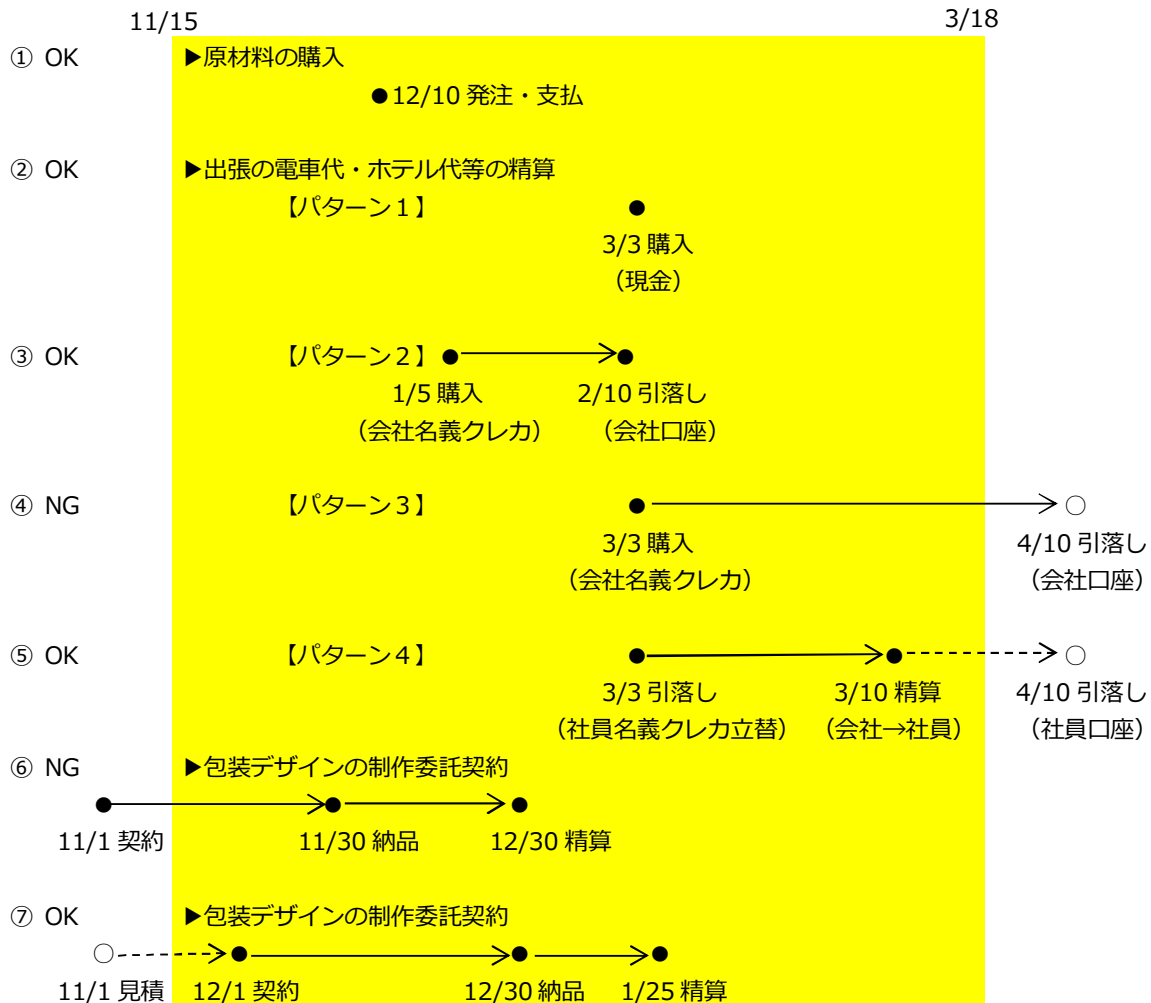 11/15 3/18
① OK ▶原材料の購入
●12/10 発注・支払
② OK ▶出張の電車代・ホテル代等の精算
【パターン1】 ●
3/3 購入
（現金）
③ OK 【パターン2】 ● ●
1/5 購入 2/10 引落し
（会社名義クレカ） （会社口座）
④ NG 【パターン3】 ● ○
3/3 購入 4/10 引落し
（会社名義クレカ） （会社口座）
⑤ OK 【パターン4】 ● ● ○
3/3 引落し 3/10 精算 4/10 引落し
（社員名義クレカ立替） （会社→社員） （社員口座）
⑥ NG ▶包装デザインの制作委託契約
● ● ●
11/1 契約 11/30 納品 12/30 精算
⑦ OK ▶包装デザインの制作委託契約
○ ● ● ●
11/1 見積 12/1 契約 12/30 納品 1/25 精算